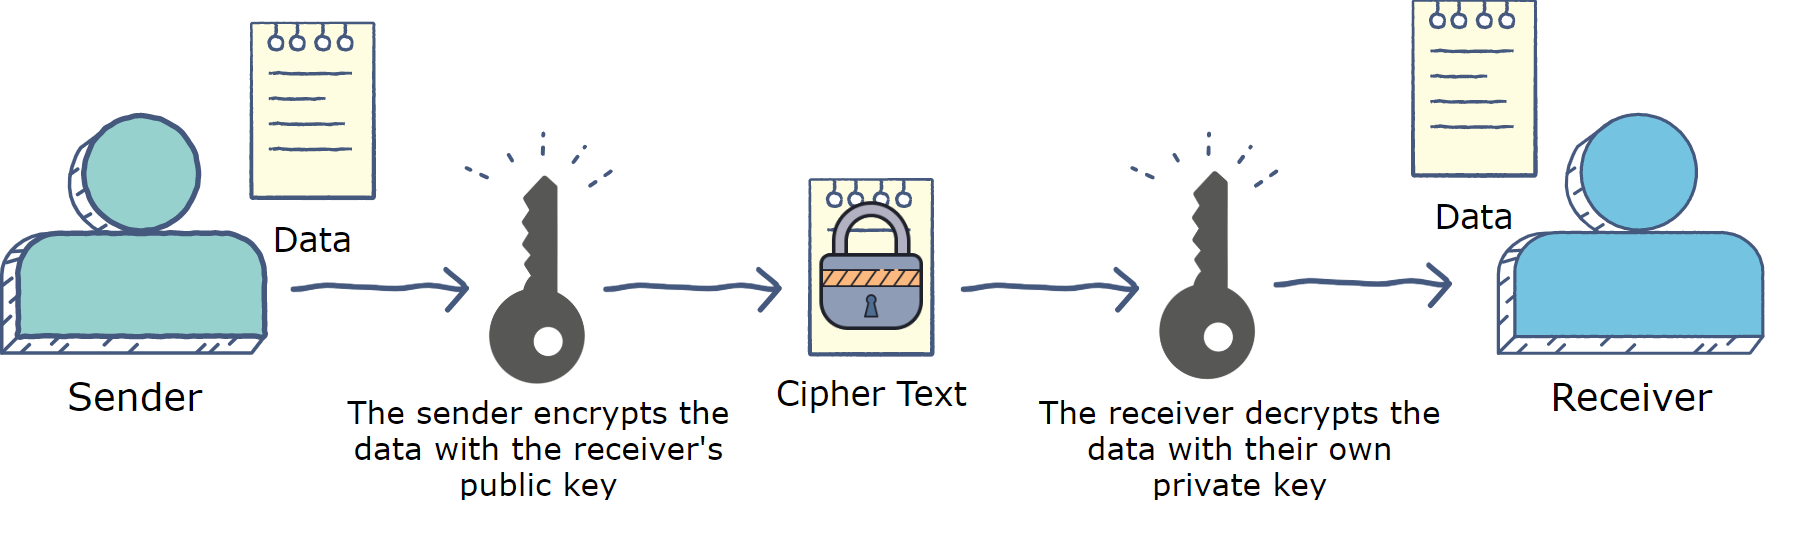 Data
Sender
The sender encrypts the
data with the receiver's
public key
Cipher Text
The receiver decrypts the
data with their own
private key
Data
Receiver